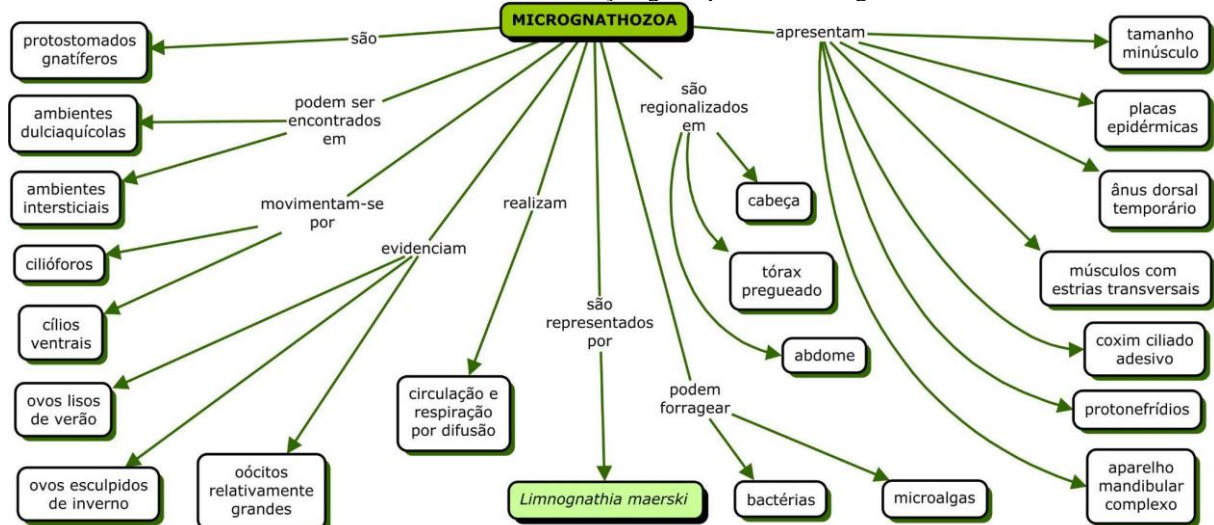 MICROGNATHOZOA
são
protostomados
gnatíferos
podem ser
encontrados
em
ambientes
dulciaquícolas
ambientes
intersticiais
movimentam-se
por
cilióforos
cílios
ventrais
evidenciam
ovos lisos
de verão
ovos esculpidos
de inverno
oócitos
relativamente
grandes
realizam
circulação e
respiração
por difusão
são
representados
por
Limnognathia maerski
podem
forragear
bactérias
microalgas
são
regionalizados
em
cabeça
tórax
pregueado
abdome
apresentam
tamanho
minúsculo
placas
epidérmicas
ânus dorsal
temporário
músculos com
estrias transversais
coxim ciliado
adesivo
protonefrídios
aparelho
mandibular
complexo